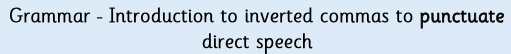 Grammar - Introduction to inverted commas to punctuate
direct speech